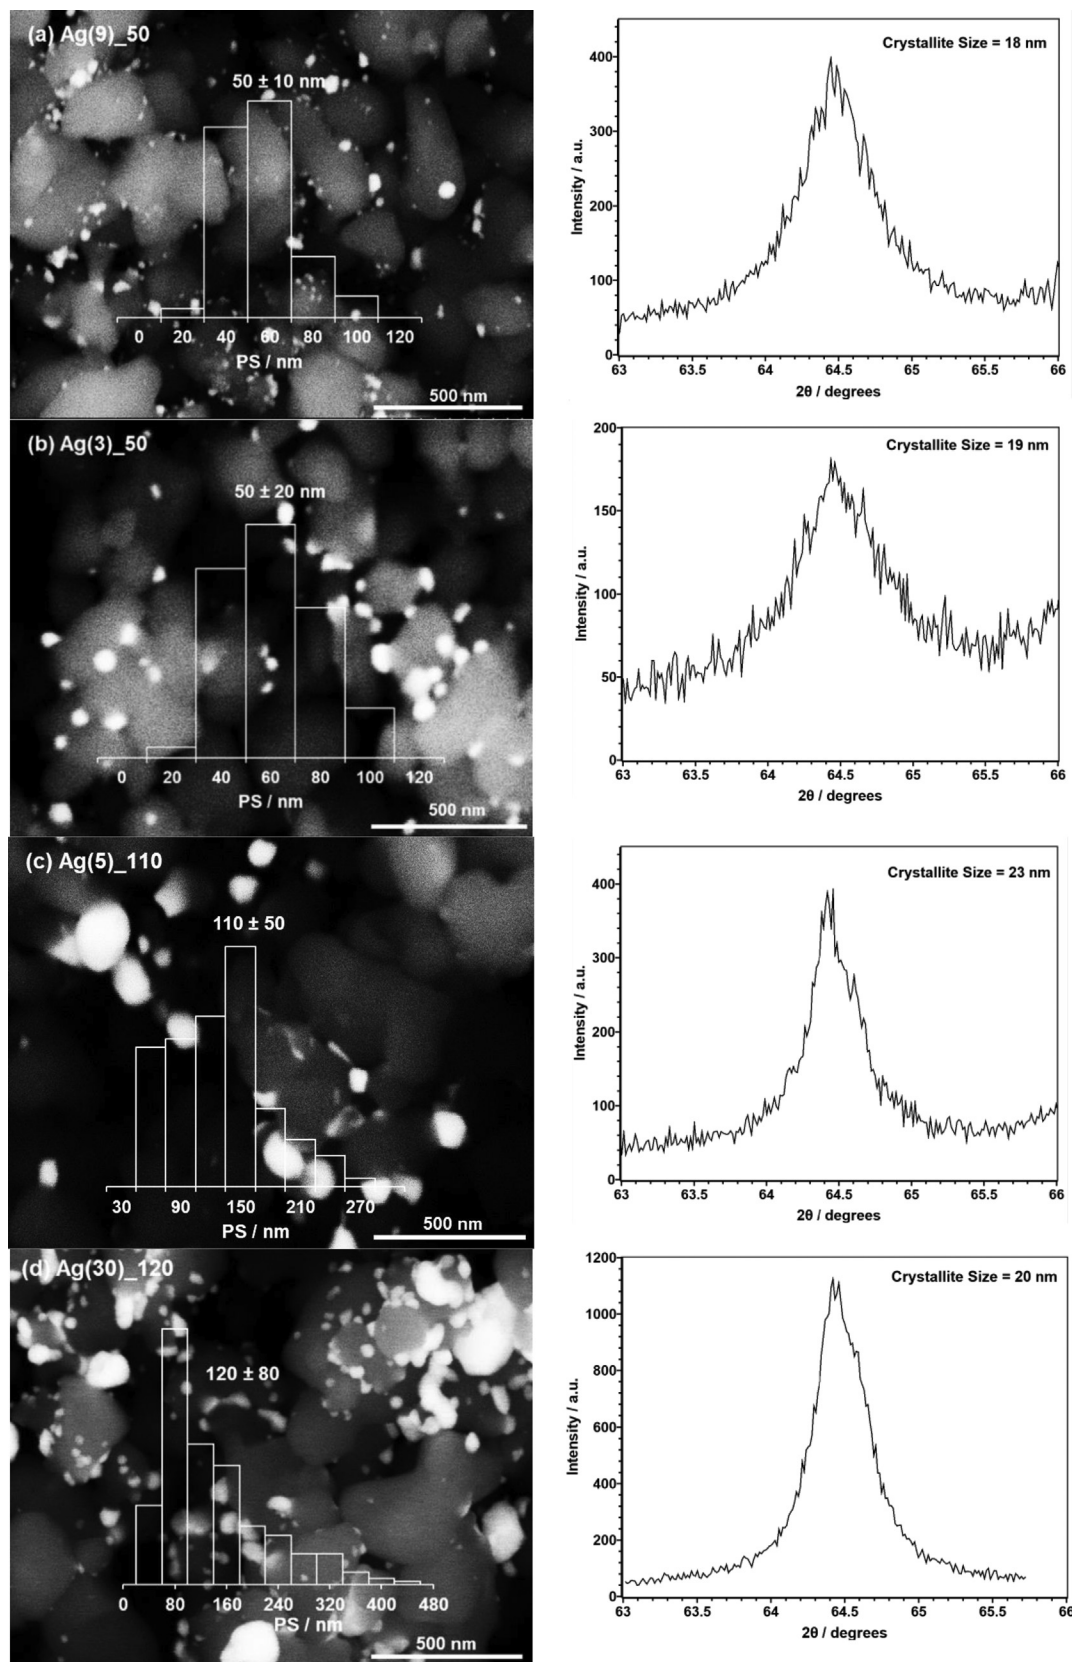 (a) Ag(9)_50
50 ± 10 nm
0 20 40 60 80 100 120
PS / nm
500 nm
Crystallite Size = 18 nm
400
300
200
100
0
Intensity / a.u.
63 63.5 64 64.5 65 65.5 66
2θ / degrees
(b) Ag(3)_50
50 ± 20 nm
0 20 40 60 80 100 120
PS / nm
500 nm
Crystallite Size = 19 nm
200
150
100
50
0
Intensity / a.u.
63 63.5 64 64.5 65 65.5 66
2θ / degrees
(c) Ag(5)_110
110 ± 50
30 90 150 210 270
PS / nm
500 nm
Crystallite Size = 23 nm
400
300
200
100
0
Intensity / a.u.
63 63.5 64 64.5 65 65.5 66
2θ / degrees
(d) Ag(30)_120
120 ± 80
0 80 160 240 320 400 480
PS / nm
500 nm
Crystallite Size = 20 nm
1200
1000
800
600
400
200
0
Intensity / a.u.
63 63.5 64 64.5 65 65.5 66
2θ / degrees